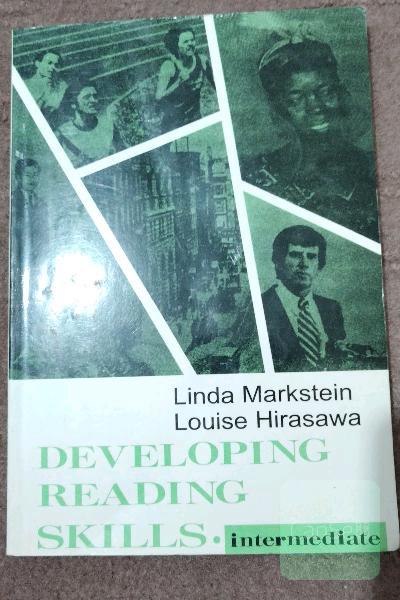 Linda Markstein
Louise Hirasawa
DEVELOPING
READING
SKILLS. intermediate